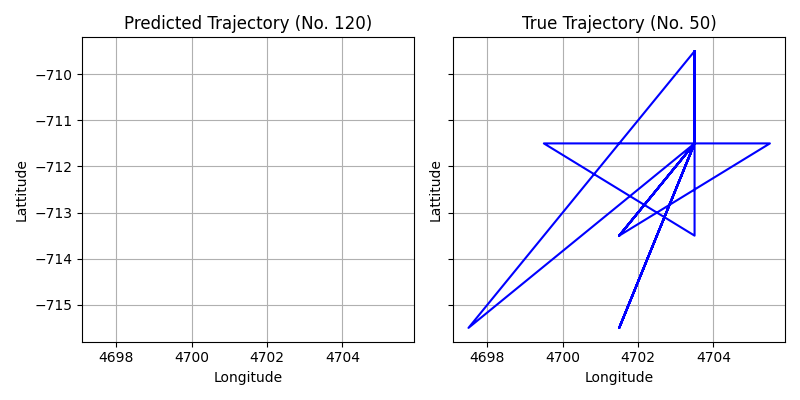 Predicted Trajectory (No. 120)
True Trajectory (No. 50)
Lattitude
−710
−711
−712
−713
−714
−715
4698
4700
4702
4704
Longitude
Lattitude
4698
4700
4702
4704
Longitude